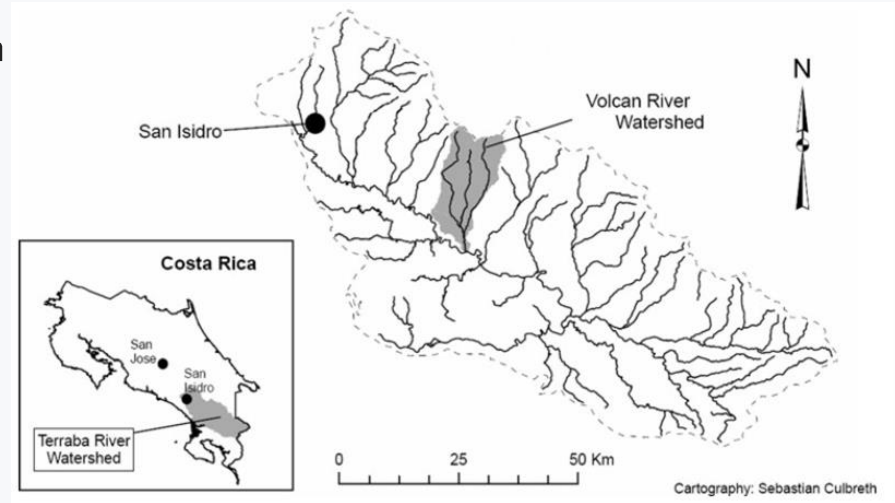 N
Volcan River
Watershed
San Isidro
Costa Rica
San
Jose
San
Isidro
Terraba River
Watershed
0 25 50 Km
Cartography: Sebastian Culbreth